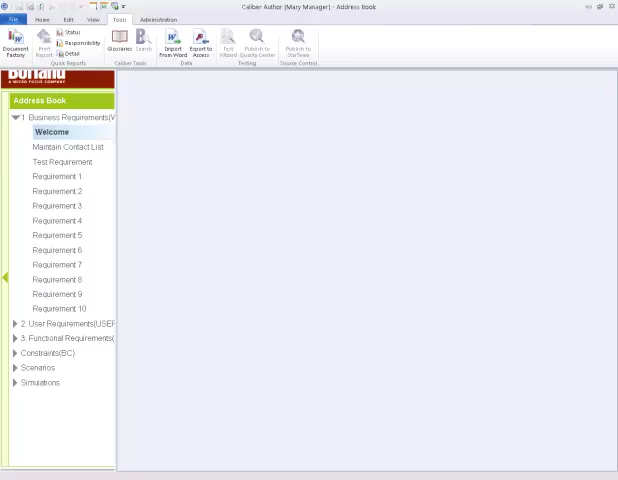 Caliber Author (Mary Manager) - Address Book
File Home Edit View Tools Administration
Document Factory
Print Report
Status
Responsibility
Detail
Quick Reports
Glossaries
Search
Caliber Tools
Import From Word
Export to Access
Data
Test Wizard
Publish to Quality Center
Testing
Publish to StarTeam
Source Control
Borland
A MICRO FOCUS COMPANY
Address Book
1 Business Requirements(W
Welcome
Maintain Contact List
Test Requirement
Requirement 1
Requirement 2
Requirement 3
Requirement 4
Requirement 5
Requirement 6
Requirement 7
Requirement 8
Requirement 9
Requirement 10
2. User Requirements(USER
3. Functional Requirements(
Constraints(BC)
Scenarios
Simulations